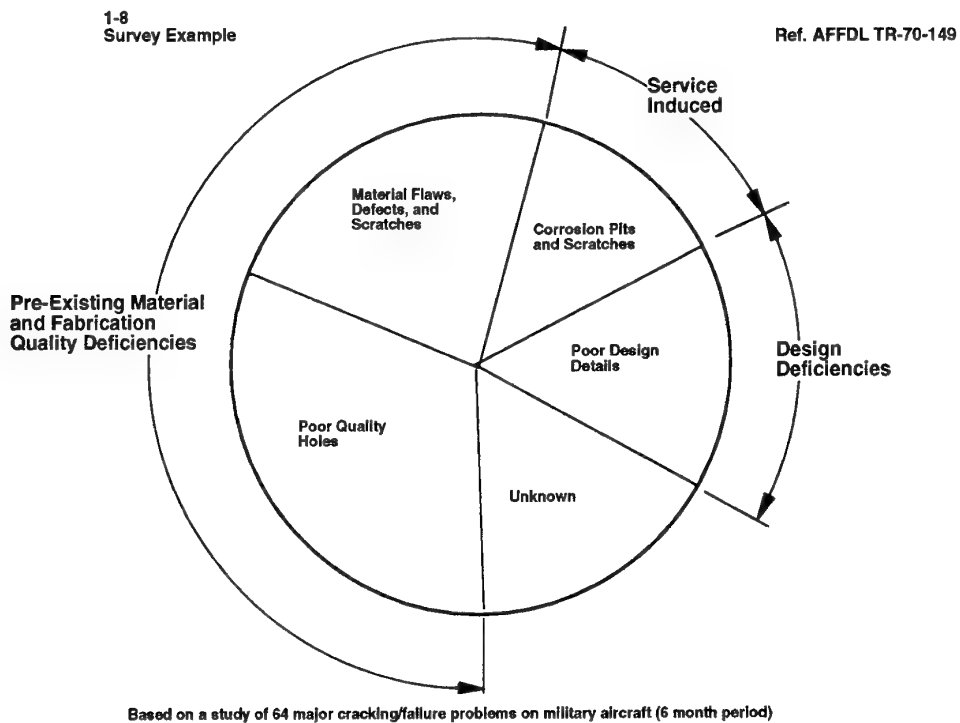 1-8
Survey Example
Ref. AFFDL TR-70-149
Service
Induced
Material Flaws,
Defects, and
Scratches
Corrosion Pits
and Scratches
Pre-Existing Material
and Fabrication
Quality Deficiencies
Poor Design
Details
Design
Deficiencies
Poor Quality
Holes
Unknown
Based on a study of 64 major cracking/failure problems on military aircraft (6 month period)